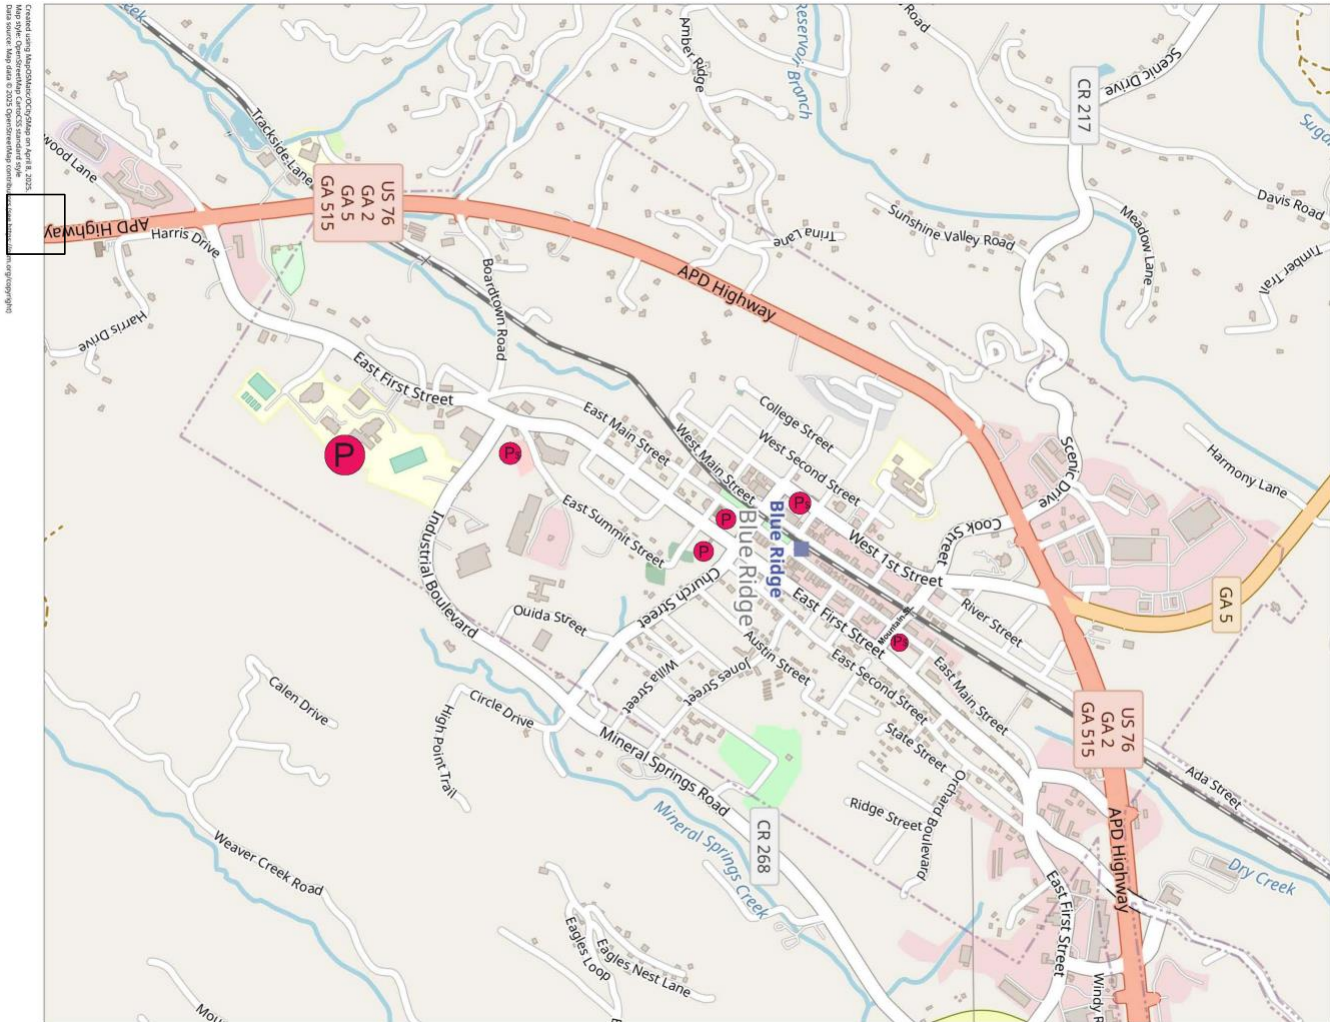 Created using MapOSMatic/OCitySMap on April 8, 2025.
Map style: OpenStreetMap CartoCSS standard style
Data source: Map data © 2025 OpenStreetMap
eek
Reservoir Branch
Road
Amber Ridge
Scenic Drive
CR 217
Sugar
Trackside Lane
wood Lane
US 76
GA 2
GA 5
GA 515
Davis Road
Sunshine Valley Road
Meadow Lane
APD Highway
Harris Drive
Trina Lane
Timber Trail
Boardtown Road
APD Highway
Harris Drive
East First Street
College Street
East Main Street
West Main Street
West Second Street
Scenic Drive
Harmony Lane
P
P
P
P
P
P
Blue Ridge
Blue Ridge
Industrial Boulevard
East Summit Street
West 1st Street
Cook Street
GA 5
Church Street
East First Street
Mountain
River Street
Ouida Street
Austin Street
Willa Street
Jones Street
East Second Street
East Main Street
Calen Drive
Circle Drive
High Point Trail
Mineral Springs Road
State Street
US 76
GA 2
GA 515
Ada Street
Orchard Boulevard
Ridge Street
Mineral Springs Creek
CR 268
APD Highway
Weaver Creek Road
Dry Creek
East First Street
Eagles Loop
Eagles Nest Lane
Windy R
Mou